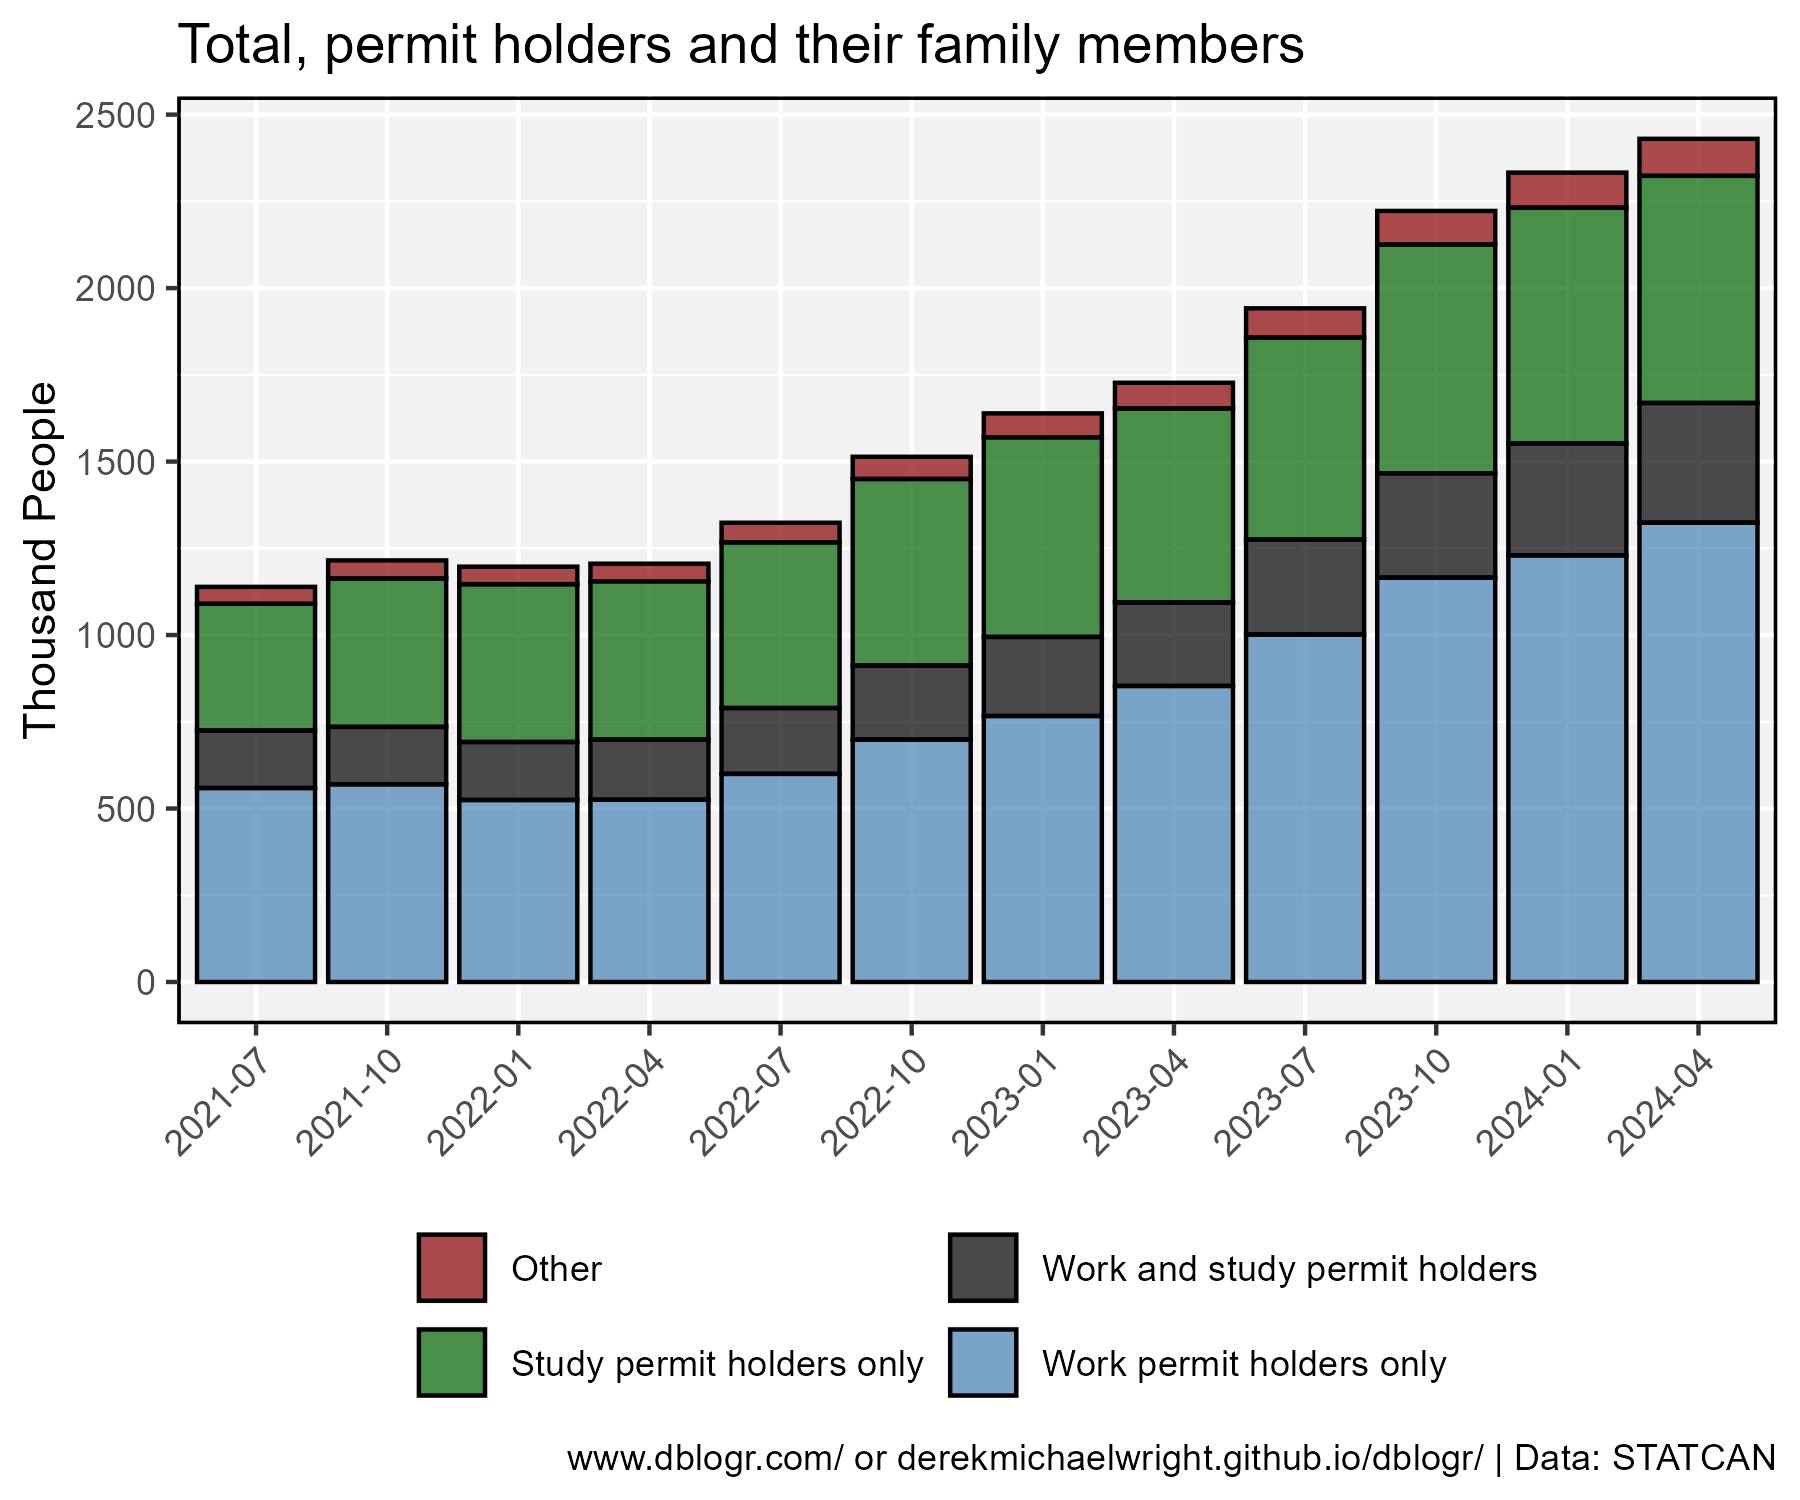 Total, permit holders and their family members
Thousand People
2500
2000
1500
1000
500
0
2021-07
2021-10
2022-01
2022-04
2022-07
2022-10
2023-01
2023-04
2023-07
2023-10
2024-01
2024-04
Other
Work and study permit holders
Study permit holders only
Work permit holders only
www.dblogr.com/ or derekmichaelwright.github.io/dblogr/ | Data: STATCAN